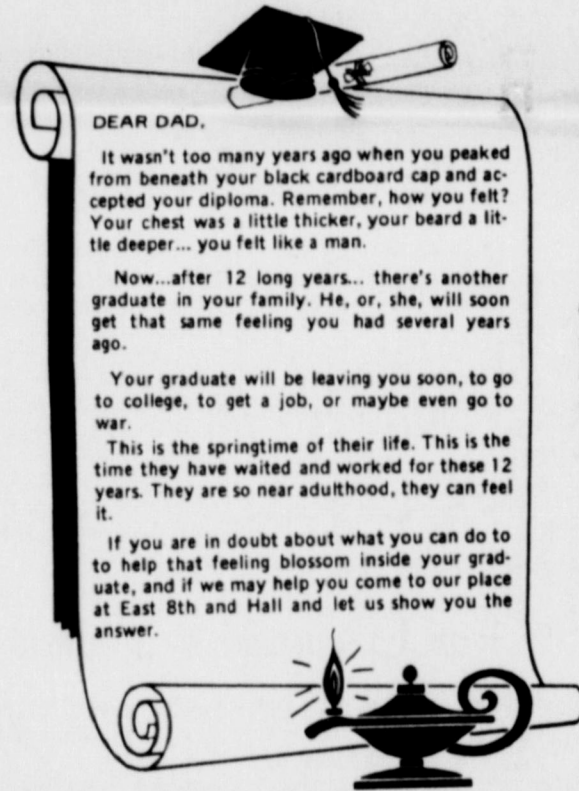 DEAR DAD,
It wasn't too many years ago when you peaked
from beneath your black cardboard cap and ac-
cepted your diploma. Remember, how you felt?
Your chest was a little thicker, your beard a lit-
tle deeper... you felt like a man.
Now...after 12 long years... there's another
graduate in your family. He, or, she, will soon
get that same feeling you had several years
ago.
Your graduate will be leaving you soon, to go
to college, to get a job, or maybe even go to
war.
This is the springtime of their life. This is the
time they have waited and worked for these 12
years. They are so near adulthood, they can feel
it.
If you are in doubt about what you can do to
to help that feeling blossom inside your grad-
uate, and if we may help you come to our place
at East 8th and Hall and let us show you the
answer.